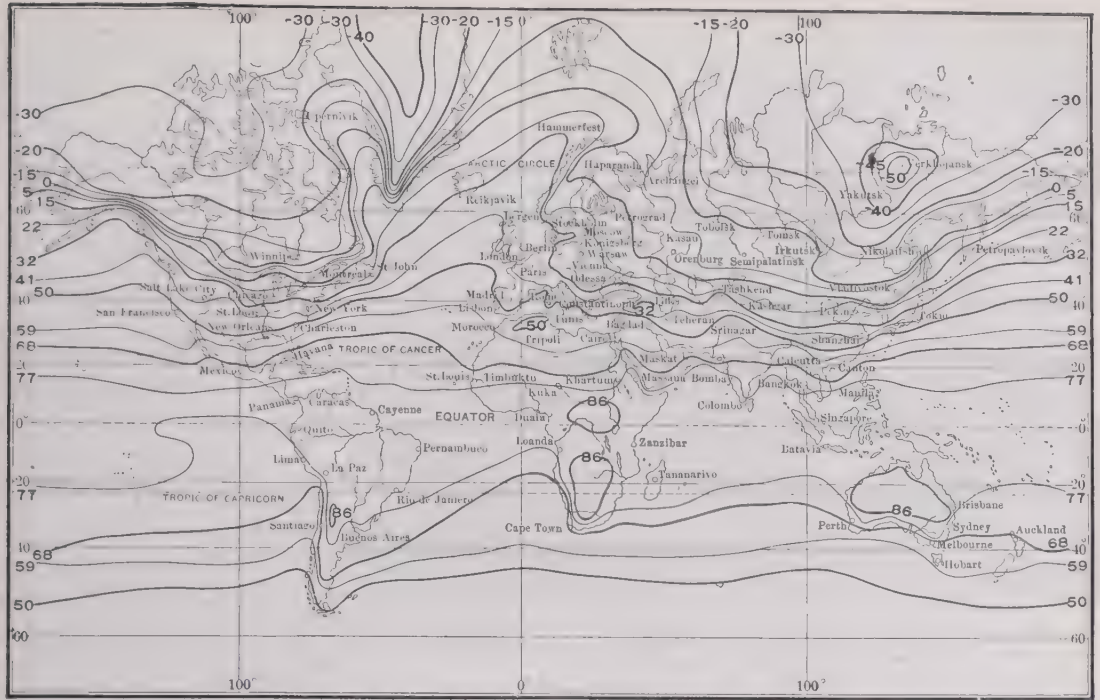 100° -30 -30 -30 -20 -15 0 -15 -20 100
-40 -30
-30 -30
Upernivik
Hammerfest
-20 ARCTIC CIRCLE Haparanda -45 Verkhojansk -20
-15 Archangel -50 -15
0 Reikjavik Yakutsk 0
5 -40 5
15 Bergen Stockholm Petrograd Tobolsk 15
60 Moscow Tomsk 60
22 Berlin Königsberg Kasan Irkutsk Nikolaifsk Petropavlovsk 22
London Warsaw Orenburg Semipalatinsk
32 Winnipeg St John Paris Vienna 32
41 Montreal Odessa Tashkend Vladivostok 41
50 Salt Lake City Chicago Madrid Rome Constantinople Tiflis Kashgar 50
40 San Francisco St. Louis New York Lisbon 32 Pekin Tokio 40
59 New Orleans Charleston Morocco 50 Tunis Bagdad Teheran Srinagar 59
68 Tripoli Cairo Shanghai 68
Havana TROPIC OF CANCER Maskat Calcutta Canton
20 Mexico 20
77 St. Louis Timbuktu Khartum Massaua Bombay Bangkok Manila 77
Kuka
Panama Caracas Cayenne EQUATOR 86 Colombo
0° Quito Duala Singapore 0°
Pernambuco Loanda Zanzibar Batavia
Lima La Paz 86
20 Tananarivo 20
77 TROPIC OF CAPRICORN Rio de Janeiro 77
86 86 Brisbane
Santiago Cape Town Perth Sydney Auckland
Buenos Aires
68 40 Melbourne 68 40
59 Hobart 59
50 50
60 60
100° 0 100°